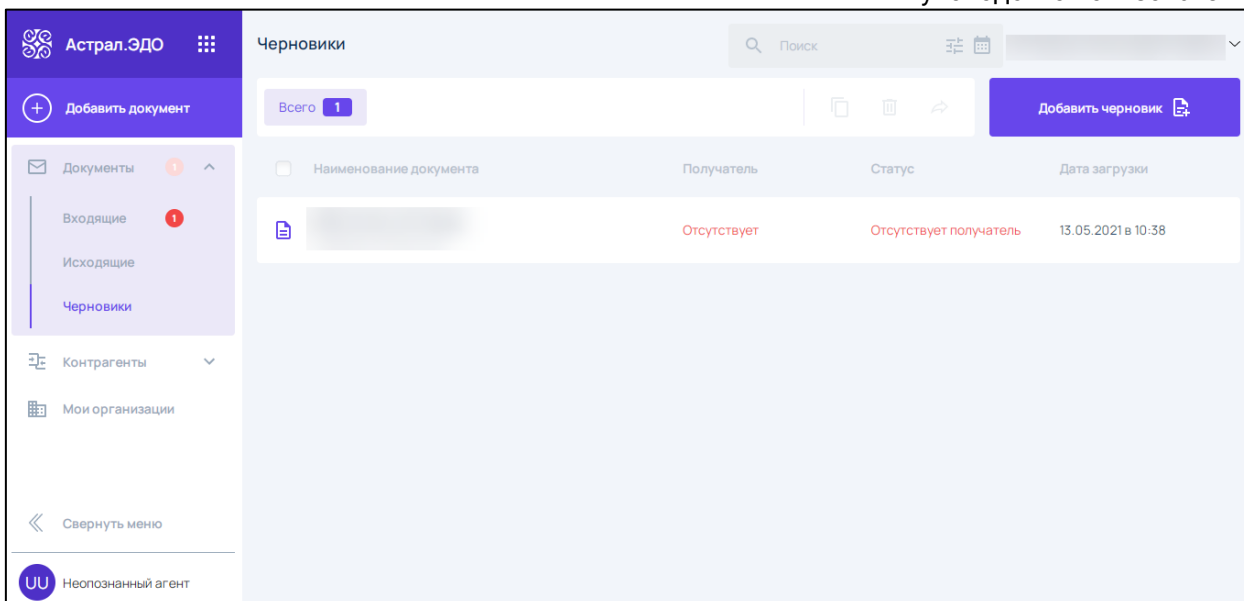 Астрал.ЭДО
Черновики
Поиск
Добавить документ
Всего 1
Добавить черновик
Документы 1
Наименование документа Получатель Статус Дата загрузки
Входящие 1
Отсутствует Отсутствует получатель 13.05.2021 в 10:38
Исходящие
Черновики
Контрагенты
Мои организации
Свернуть меню
UU Неопознанный агент